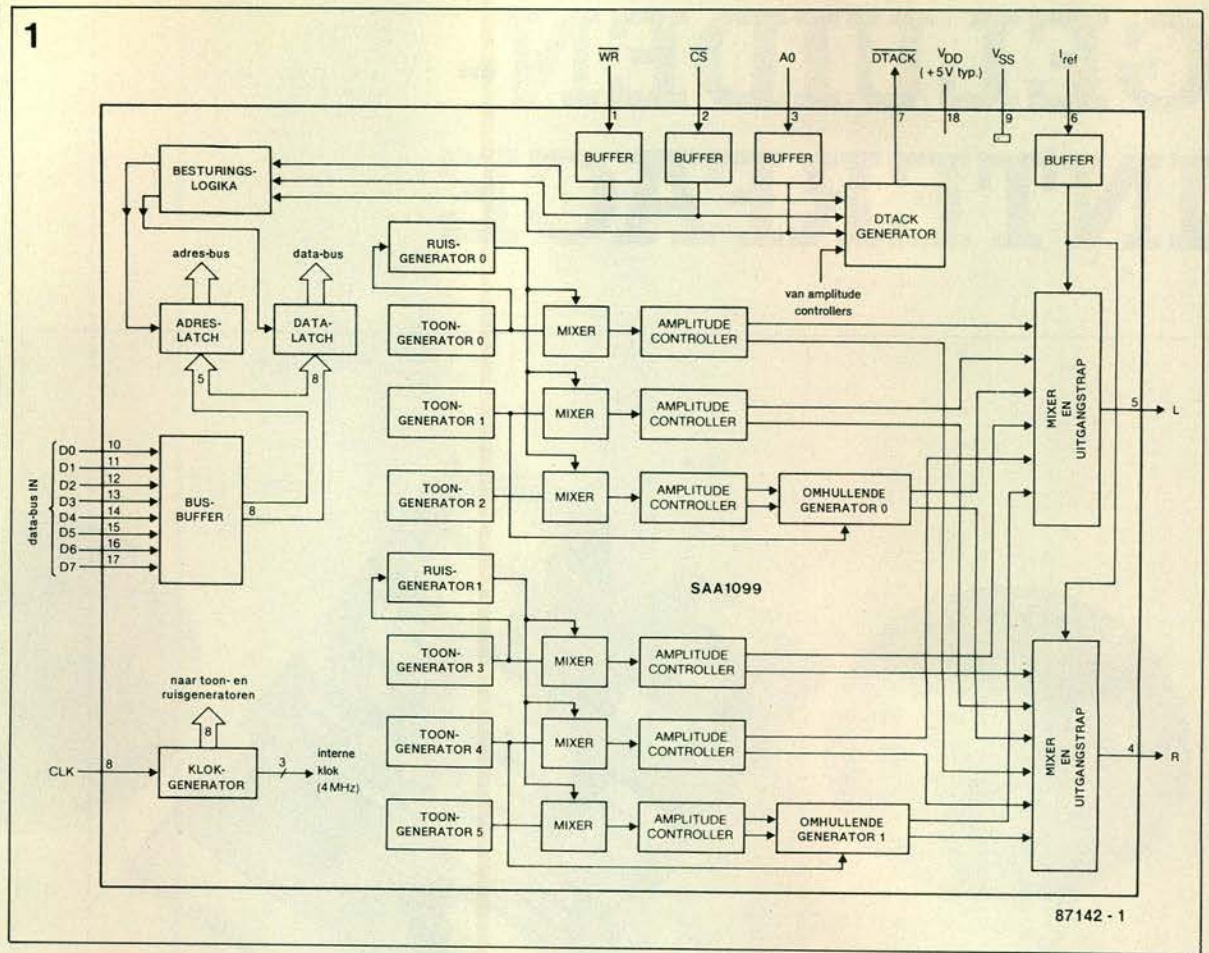 1
WR
CS
A0
DTACK
VDD
(+5V typ.)
VSS
Iref
1
2
3
7
18
9
6
BUFFER
BUFFER
BUFFER
BUFFER
BESTURINGS-
LOGIKA
DTACK
GENERATOR
van amplitude
controllers
adres-bus
data-bus
ADRES-
LATCH
DATA-
LATCH
5
8
RUIS-
GENERATOR 0
TOON-
GENERATOR 0
MIXER
AMPLITUDE
CONTROLLER
TOON-
GENERATOR 1
MIXER
AMPLITUDE
CONTROLLER
TOON-
GENERATOR 2
MIXER
AMPLITUDE
CONTROLLER
OMHULLENDE
GENERATOR 0
MIXER
EN
UITGANGSTRAP
5
L
data-bus IN
D0
10
D1
11
D2
12
D3
13
D4
14
D5
15
D6
16
D7
17
BUS-
BUFFER
8
SAA1099
RUIS-
GENERATOR 1
TOON-
GENERATOR 3
MIXER
AMPLITUDE
CONTROLLER
TOON-
GENERATOR 4
MIXER
AMPLITUDE
CONTROLLER
TOON-
GENERATOR 5
MIXER
AMPLITUDE
CONTROLLER
OMHULLENDE
GENERATOR 1
MIXER
EN
UITGANGSTRAP
4
R
naar toon- en
ruisgeneratoren
8
CLK
8
KLOK-
GENERATOR
3
interne
klok
(4 MHz)
87142 - 1